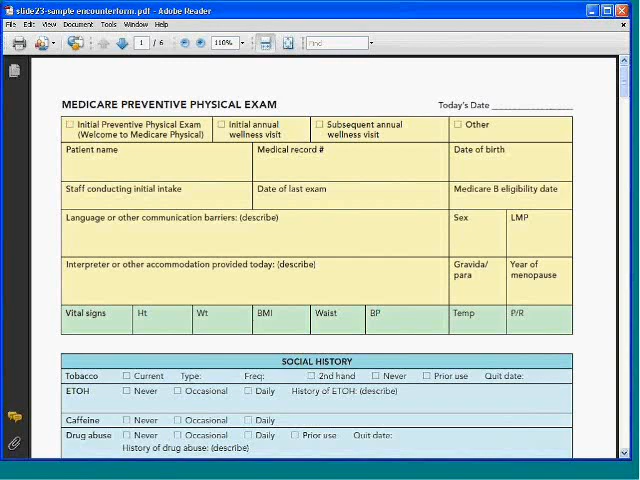 slide23-sample encounterform.pdf - Adobe Reader
File Edit View Document Tools Window Help
1 / 6 110% Find
MEDICARE PREVENTIVE PHYSICAL EXAM Today's Date ____________________
Initial Preventive Physical Exam (Welcome to Medicare Physical) Initial annual wellness visit Subsequent annual wellness visit Other
Patient name Medical record # Date of birth
Staff conducting initial intake Date of last exam Medicare B eligibility date
Language or other communication barriers: (describe) Sex LMP
Interpreter or other accommodation provided today: (describe) Gravida/ para Year of menopause
Vital signs Ht Wt BMI Waist BP Temp P/R
SOCIAL HISTORY
Tobacco Current Type: Freq: 2nd hand Never Prior use Quit date:
ETOH Never Occasional Daily History of ETOH: (describe)
Caffeine Never Occasional Daily
Drug abuse Never Occasional Daily Prior use Quit date:
History of drug abuse: (describe)